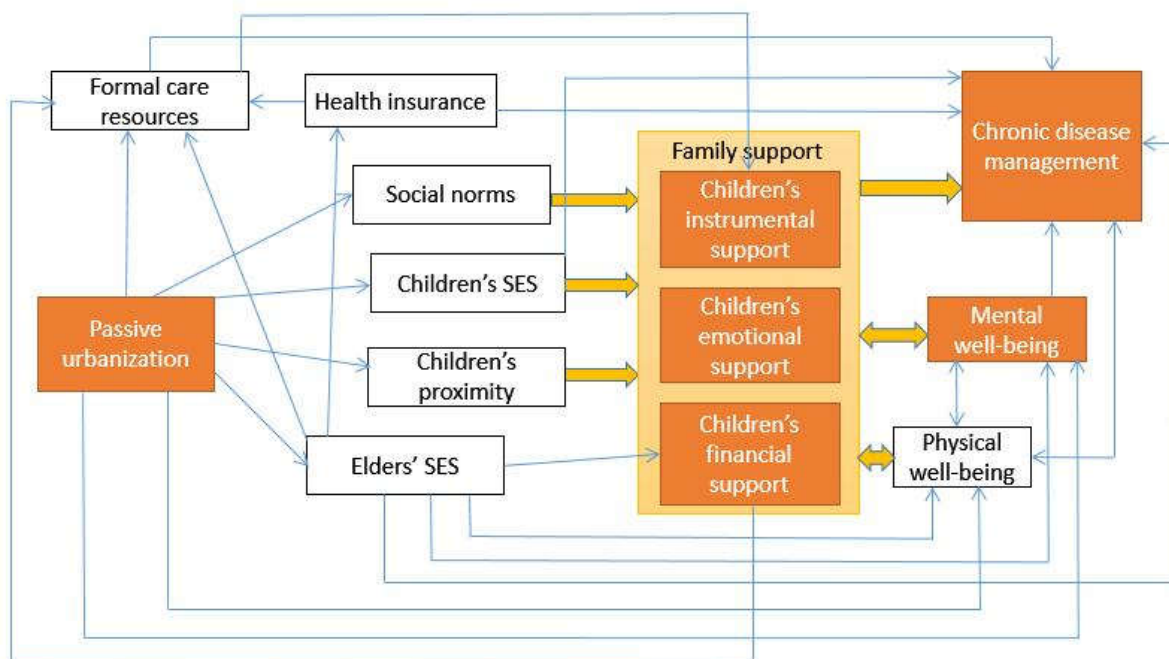 Formal care
resources
Health insurance
Chronic disease
management
Family support
Social norms
Children's
instrumental
support
Children's SES
Passive
urbanization
Children's
emotional
support
Mental
well-being
Children's
proximity
Elders' SES
Children's
financial
support
Physical
well-being